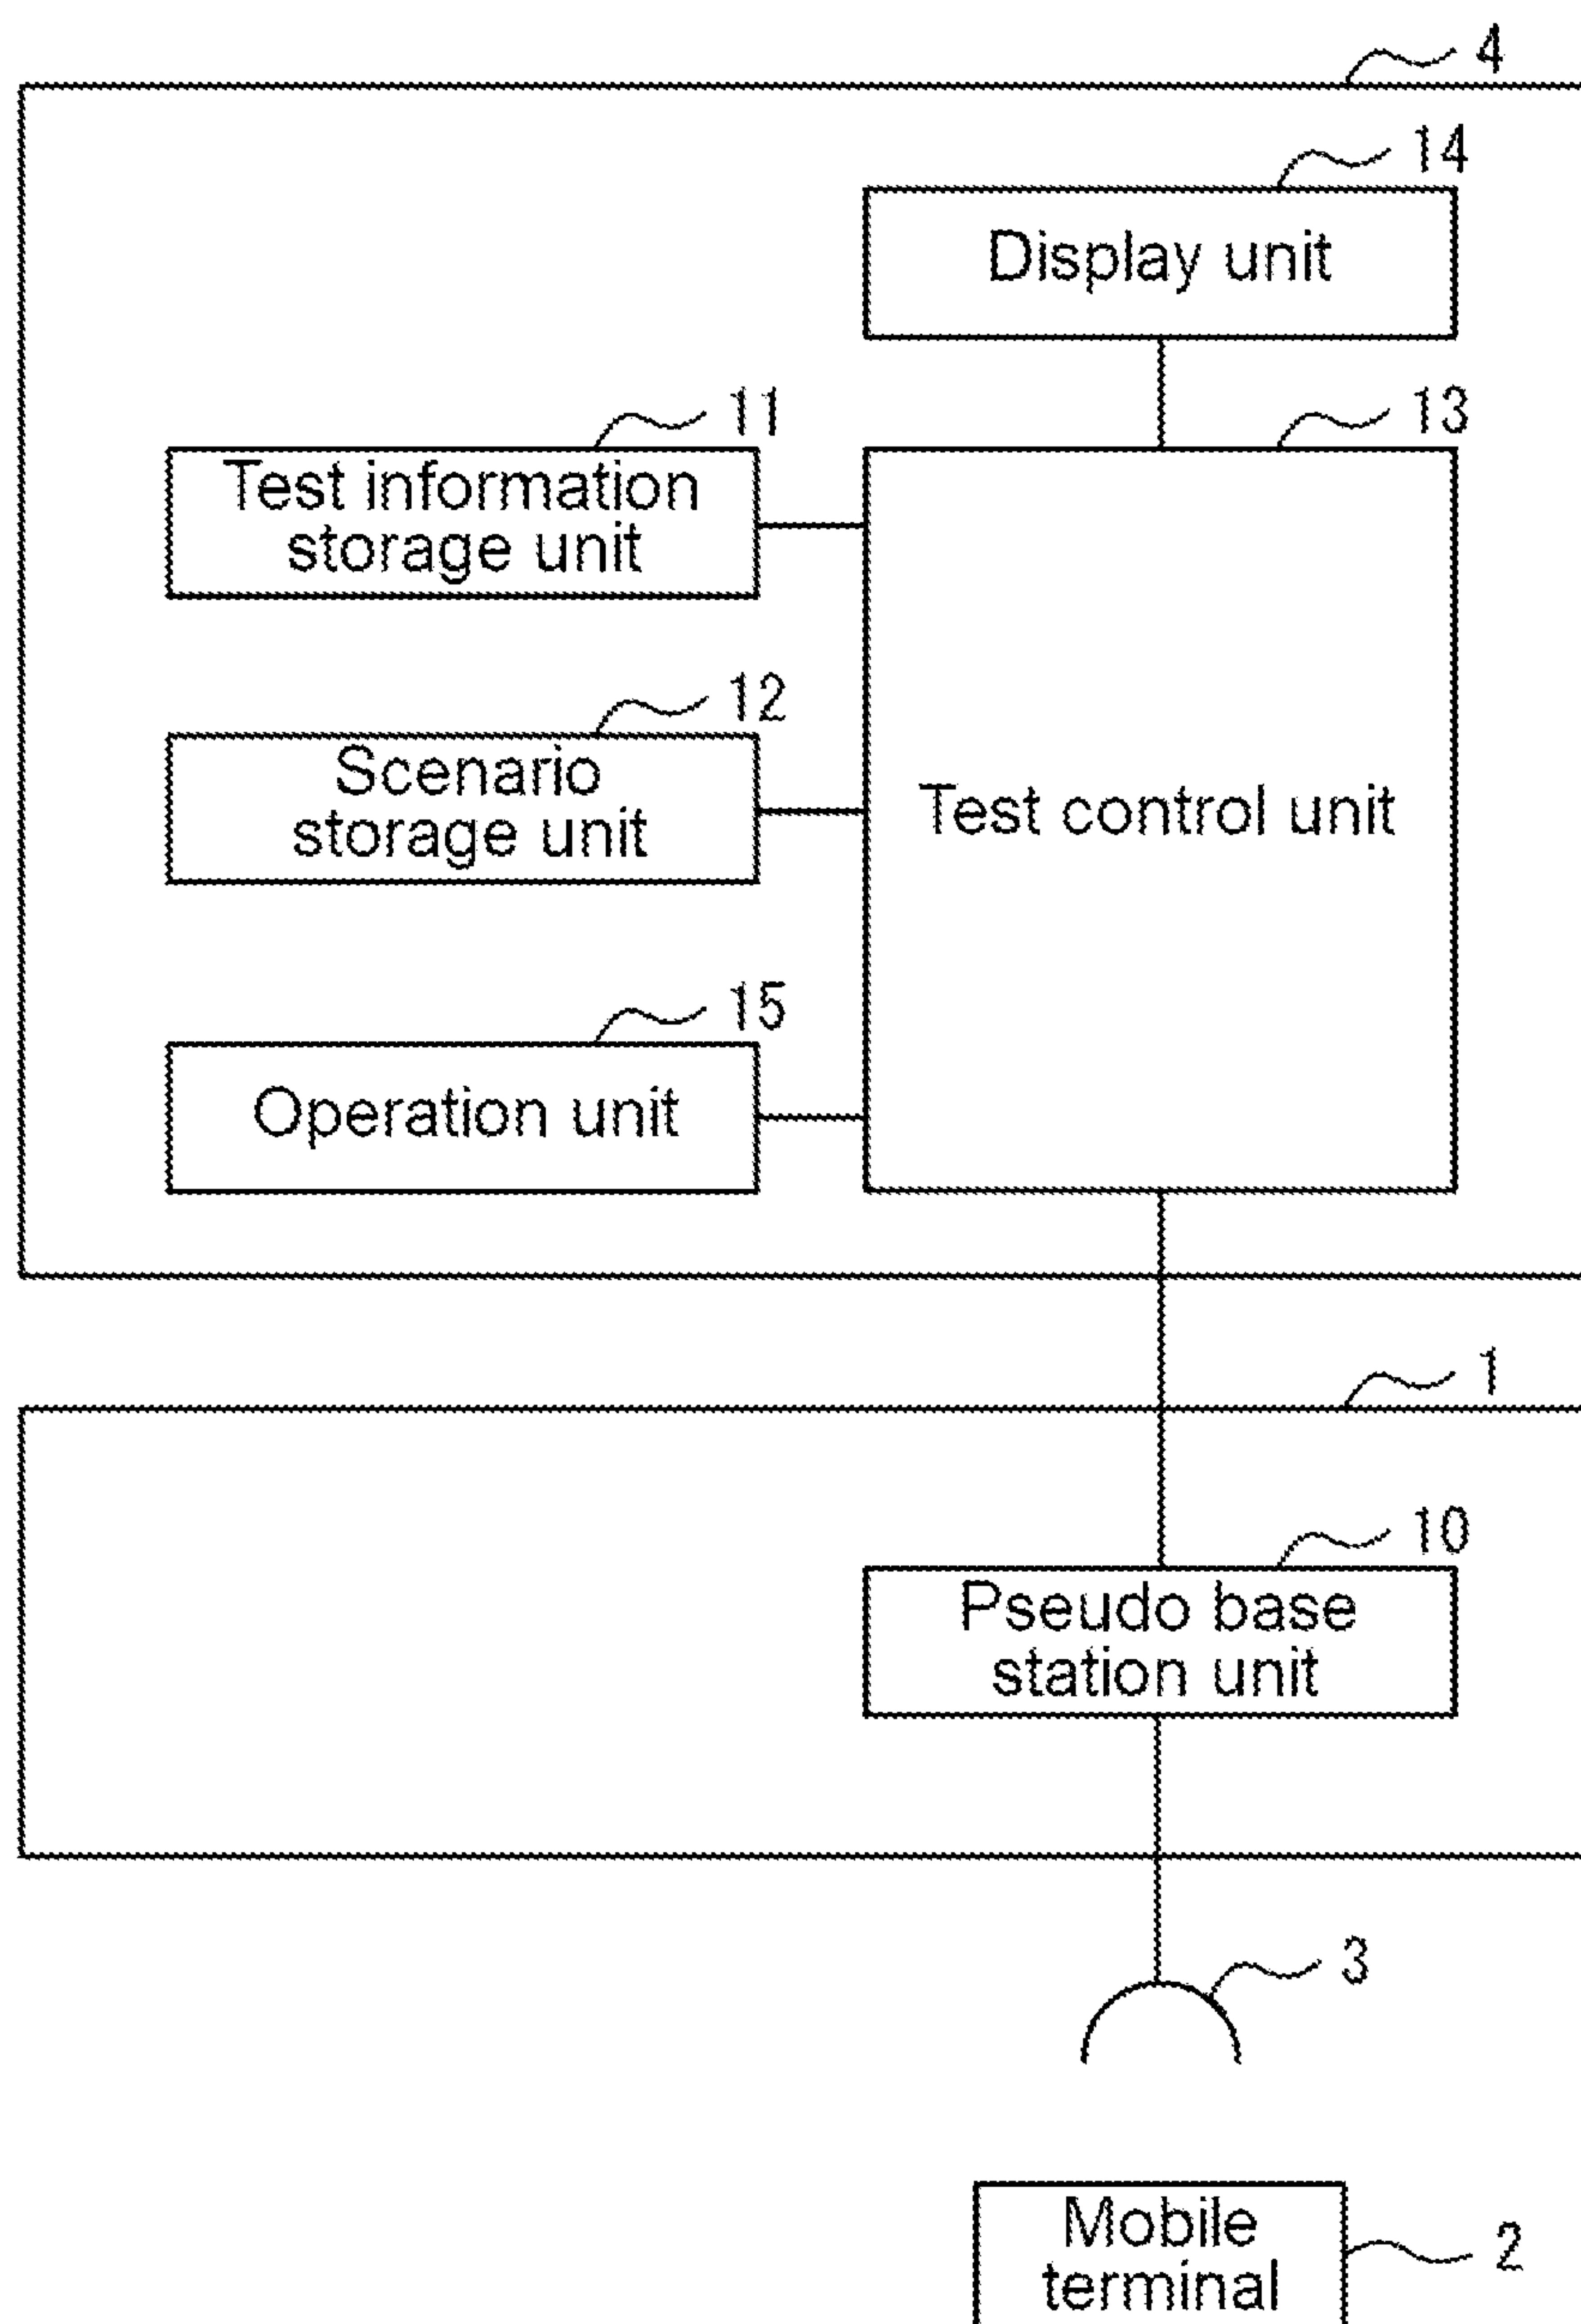 4
14
Display unit
11
13
Test information
storage unit
12
Scenario
storage unit
Test control unit
15
Operation unit
1
10
Pseudo base
station unit
3
Mobile
terminal
2